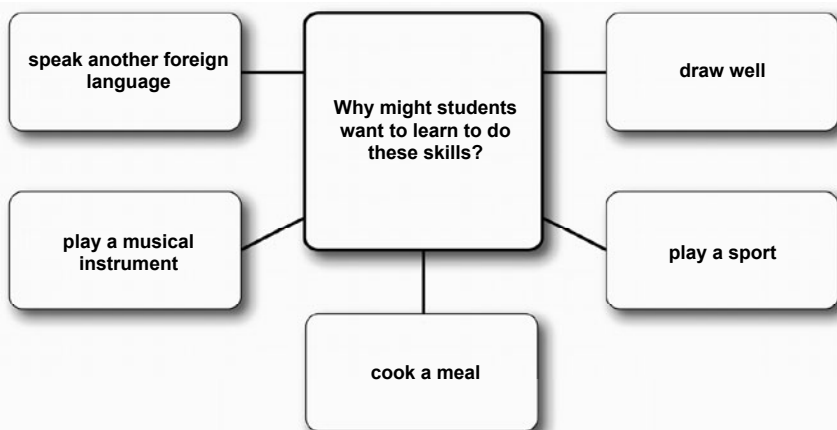 speak another foreign
language
Why might students
want to learn to do
these skills?
draw well
play a musical
instrument
play a sport
cook a meal